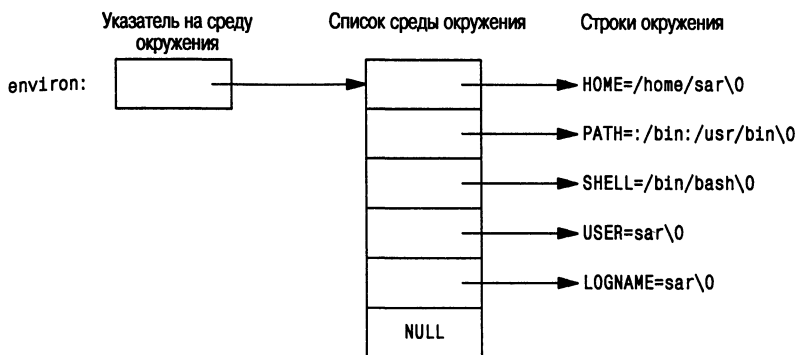 Указатель на среду
окружения
Список среды окружения
Строки окружения
environ:
HOME=/home/sar\0
PATH=:/bin:/usr/bin\0
SHELL=/bin/bash\0
USER=sar\0
LOGNAME=sar\0
NULL